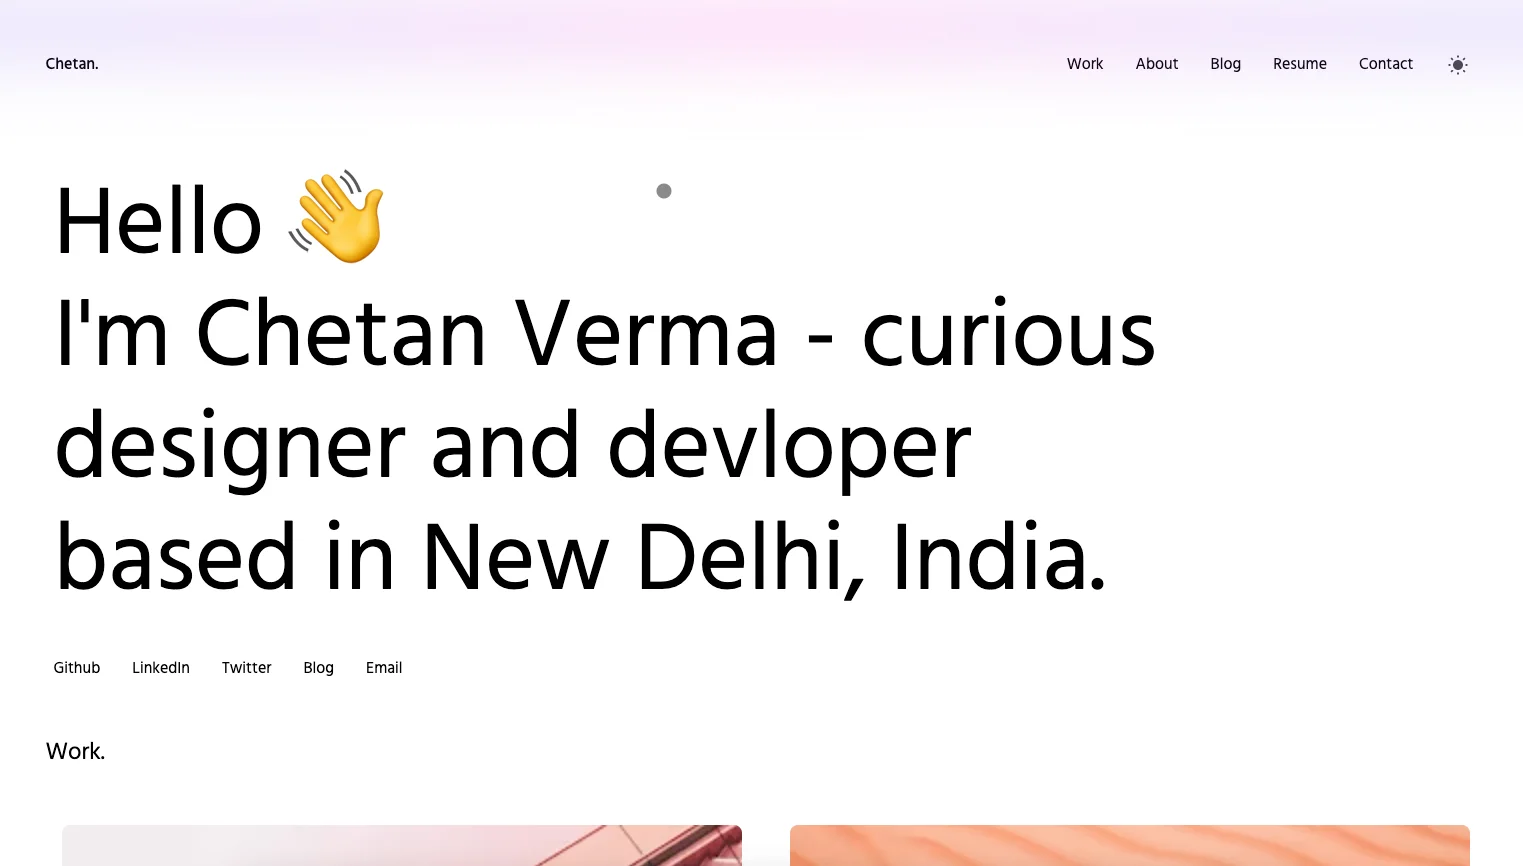 Chetan.
Work About Blog Resume Contact
Hello 👋
I'm Chetan Verma - curious
designer and devloper
based in New Delhi, India.
Github LinkedIn Twitter Blog Email
Work.